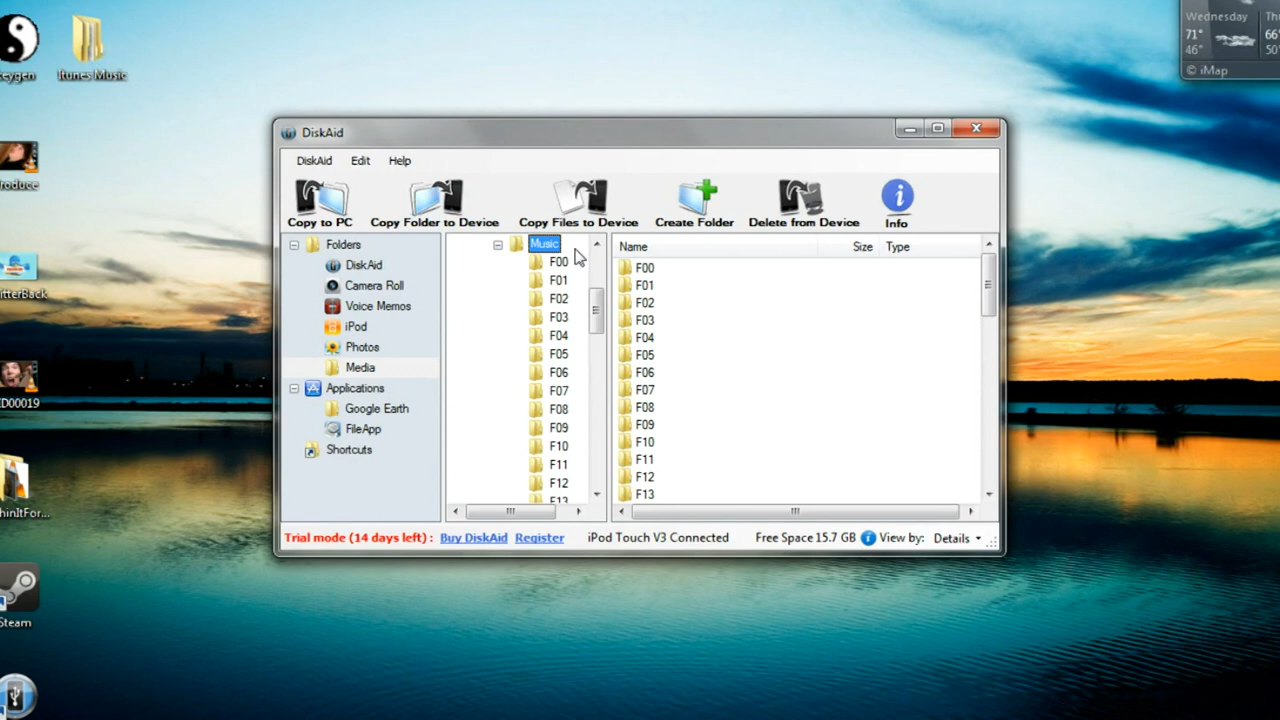 Wednesday
71°
66°
46°
50°
© iMap
Itunes Music
DiskAid
DiskAid Edit Help
Copy to PC Copy Folder to Device Copy Files to Device Create Folder Delete from Device Info
Folders
DiskAid
Camera Roll
Voice Memos
iPod
Photos
Media
Applications
Google Earth
FileApp
Shortcuts
Music
F00
F01
F02
F03
F04
F05
F06
F07
F08
F09
F10
F11
F12
F13
Name Size Type
F00
F01
F02
F03
F04
F05
F06
F07
F08
F09
F10
F11
F12
F13
Trial mode (14 days left) : Buy DiskAid Register iPod Touch V3 Connected Free Space 15.7 GB View by: Details
Steam